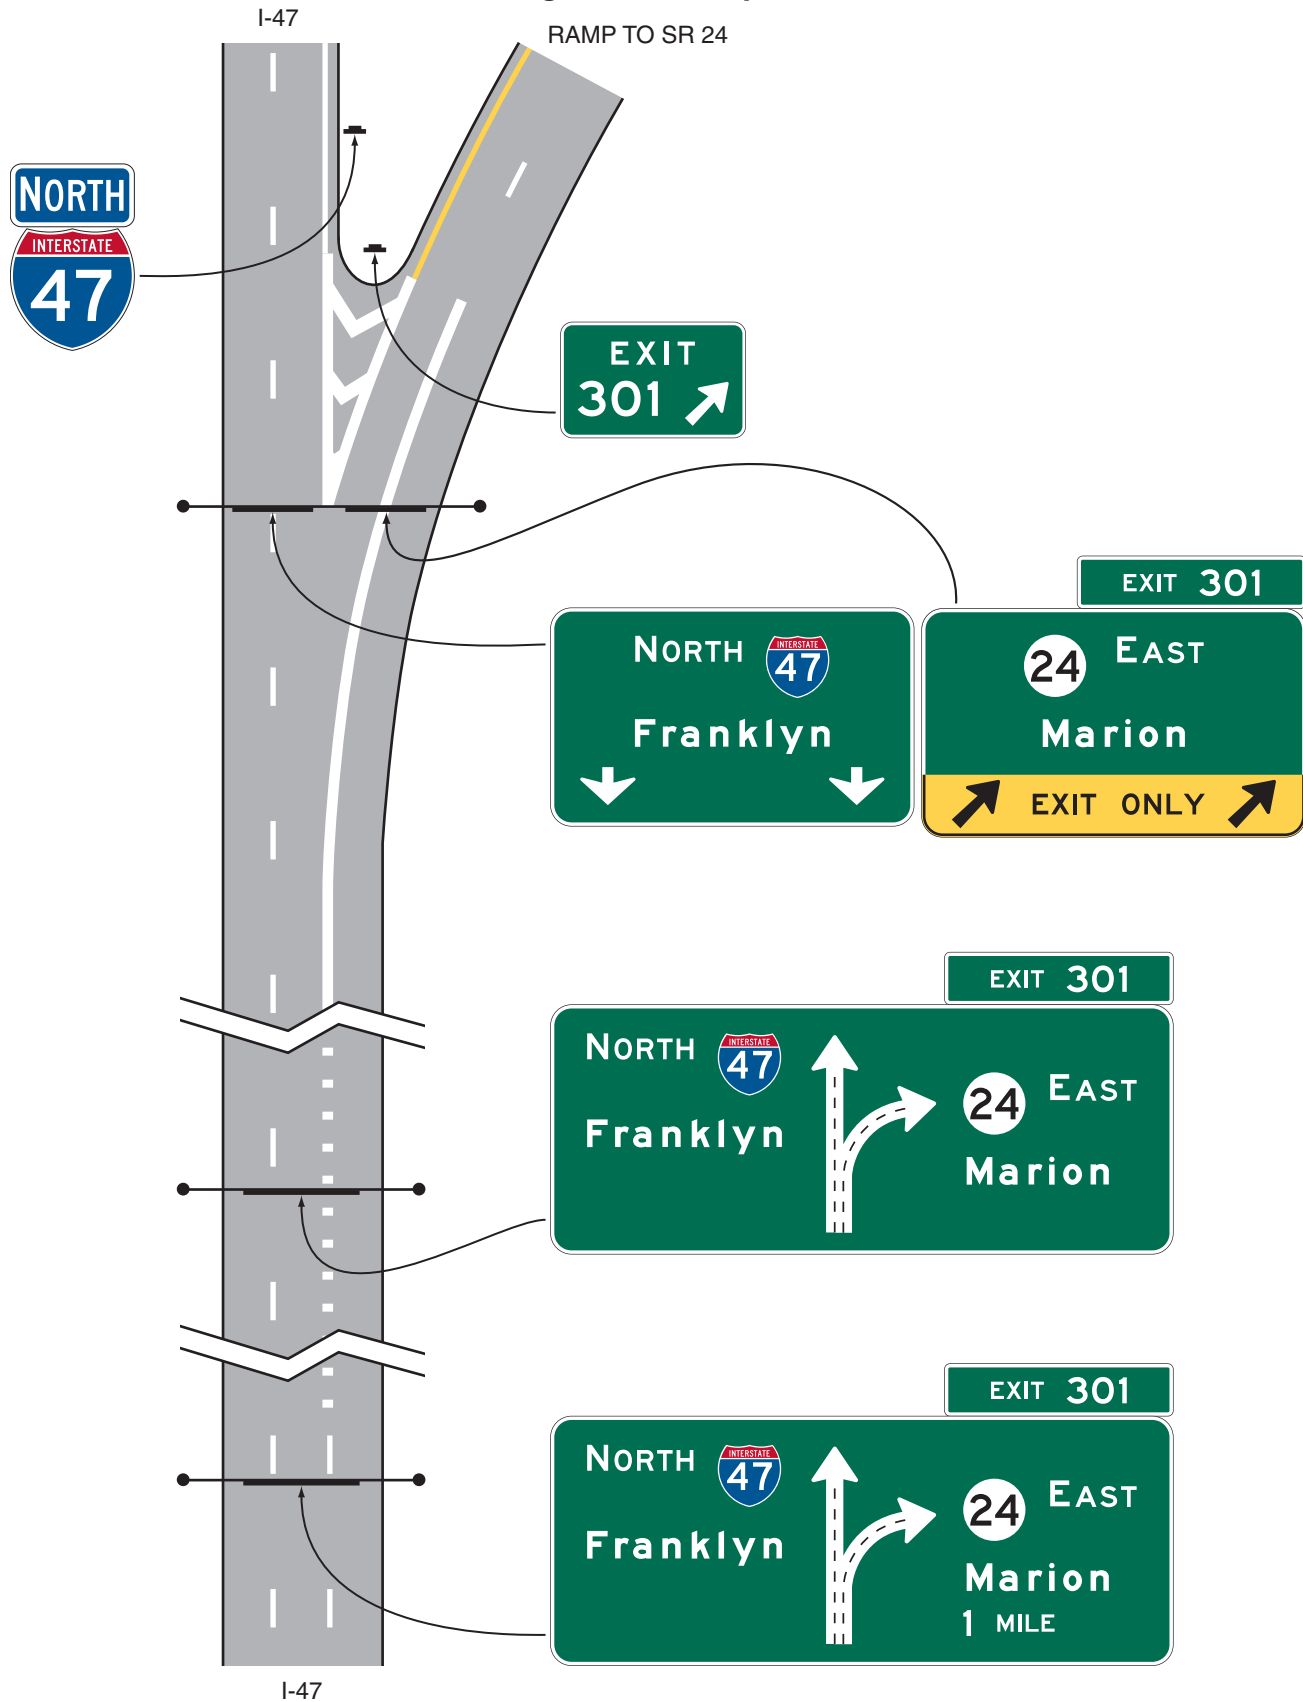 I-47
RAMP TO SR 24
NORTH
INTERSTATE
47
EXIT
301
EXIT 301
NORTH
INTERSTATE
47
Franklyn
24 EAST
Marion
EXIT ONLY
EXIT 301
NORTH
INTERSTATE
47
Franklyn
24 EAST
Marion
EXIT 301
NORTH
INTERSTATE
47
Franklyn
24 EAST
Marion
1 MILE
I-47